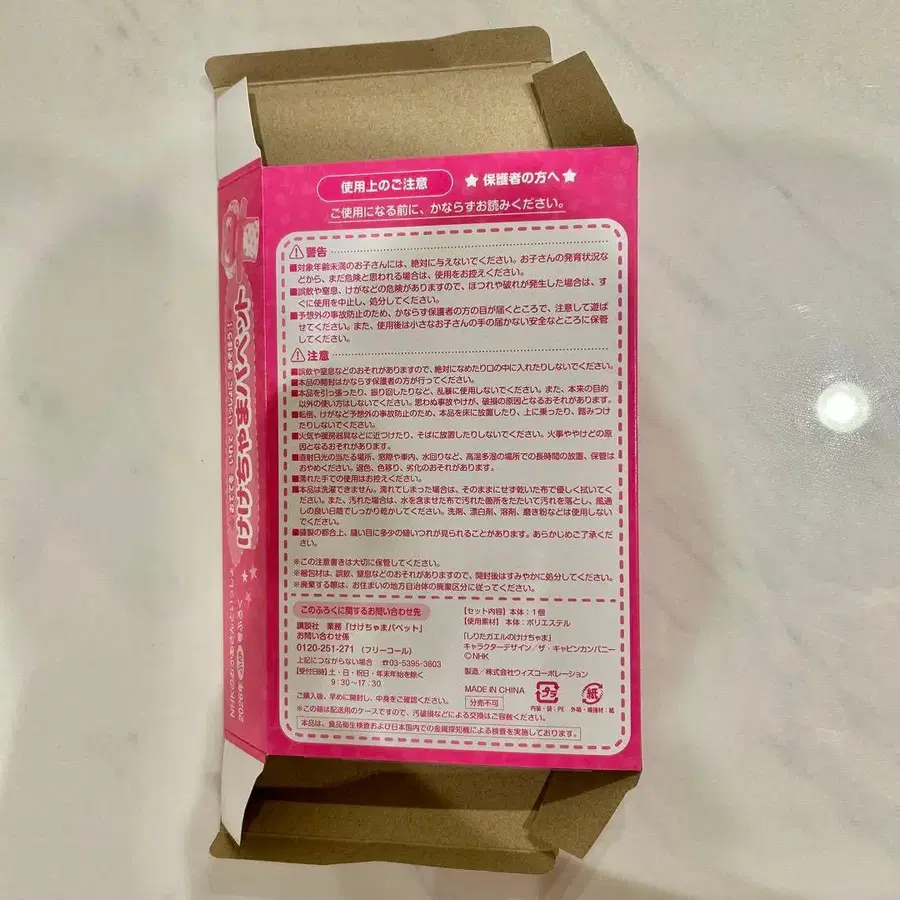 使用上のご注意
★保護者の方へ★
ご使用になる前に、かならずお読みください。
⚠警告
■対象年齢未満のお子さんには、絶対に与えないでください。お子さんの発育状況な
どから、まだ危険と思われる場合は、使用をお控えください。
■誤飲や窒息、けがなどの危険がありますので、ほつれや破れが発生した場合は、す
ぐに使用を中止し、処分してください。
■予想外の事故防止のため、かならず保護者の方の目が届くところで、注意して遊ば
せてください。また、使用後は小さなお子さんの手の届かない安全なところに保管
してください。
⚠注意
■誤飲や窒息などのおそれがありますので、絶対になめたり口の中に入れたりしないでください。
■本品の開封はかならず保護者の方が行ってください。
■本品を引っ張ったり、振り回したりなど、乱暴に使用しないでください。また、本来の目的
以外の使い方はしないでください。思わぬ事故やけが、破損の原因となるおそれがあります。
■転倒、けがなど予想外の事故防止のため、本品を床に放置したり、上に乗ったり、踏みつけ
たりしないでください。
■火気や暖房器具などに近づけたり、そばに放置したりしないでください。火事ややけどの原
因となるおそれがあります。
■直射日光の当たる場所、窓際や車内、水回りなど、高温多湿の場所での長時間の放置、保管は
おやめください。退色、色移り、劣化のおそれがあります。
■濡れた手での使用はお控えください。
■本品は洗濯できません。濡れてしまった場合は、そのままにせず乾いた布で優しく拭いてく
ださい。また、汚れた場合は、水を含ませた布で汚れた箇所をたたいて汚れを落とし、風通
しの良い日陰でしっかり乾かしてください。洗剤、漂白剤、溶剤、磨き粉などは使用しない
でください。
■縫製の都合上、縫い目に多少の縫いつれが見られることがあります。あらかじめご了承くだ
さい。
※この注意書きは大切に保管してください。
※梱包材は、誤飲、窒息などのおそれがありますので、開封後はすみやかに処分してください。
※廃棄する際は、お住まいの地方自治体の廃棄区分に従ってください。
このふろくに関するお問い合わせ先
講談社 業務「けけちゃまパペット」
お問い合わせ係
0120-251-271 (フリーコール)
上記につながらない場合 ☎03-5395-3603
【受付日時】土・日・祝日・年末年始を除く
9:30~17:30
ご購入後、早めに開封し、中身をご確認ください。
※この箱は配送用のケースですので、汚破損などによる交換はご容赦ください。
本品は、食品衛生検査および日本国内での金属探知機による検査を実施しております。
【セット内容】本体:1個
【使用素材】本体:ポリエステル
「しりたガエルのけけちゃま」
キャラクターデザイン/ザ・キャビンカンパニー
©NHK
製造/株式会社ウィズコーポレーション
MADE IN CHINA
分売不可
プラ
内装・袋:PE
紙
外箱・補強材:紙
けけちゃまパペット
おててを いれて いっしょに あそぼう!
NHKのおかあさんといっしょ